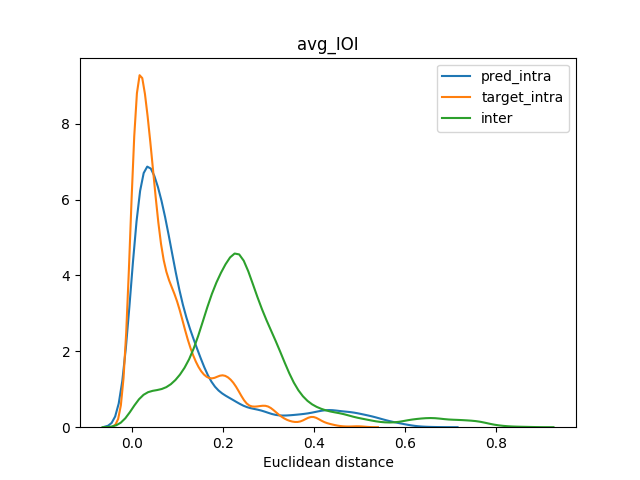 avg_IOI
pred_intra
target_intra
inter
8
6
4
2
0
0.0 0.2 0.4 0.6 0.8
Euclidean distance